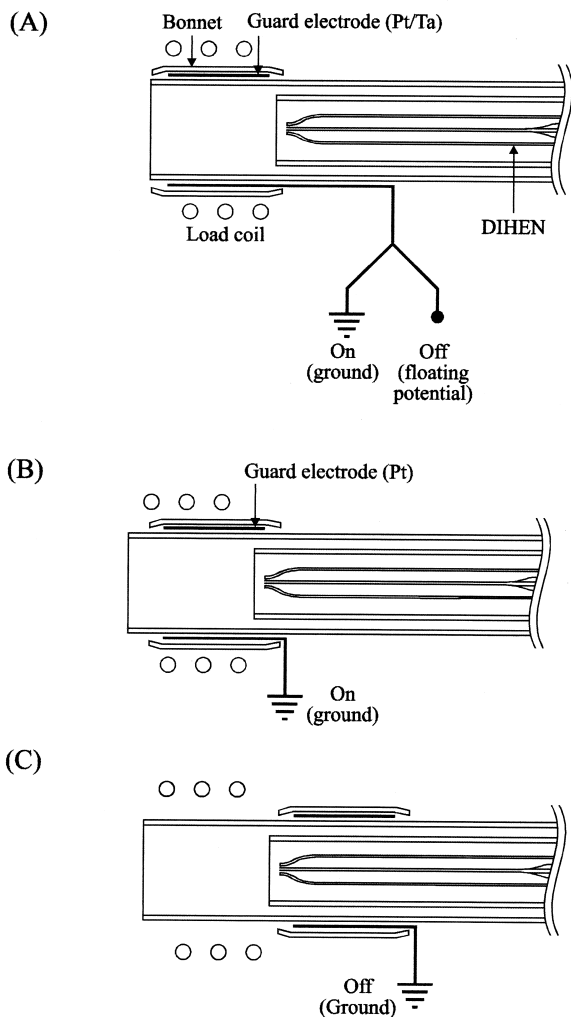 (A)
Bonnet
Guard electrode (Pt/Ta)
Load coil
DIHEN
On
(ground)
Off
(floating
potential)
(B)
Guard electrode (Pt)
On
(ground)
(C)
Off
(Ground)